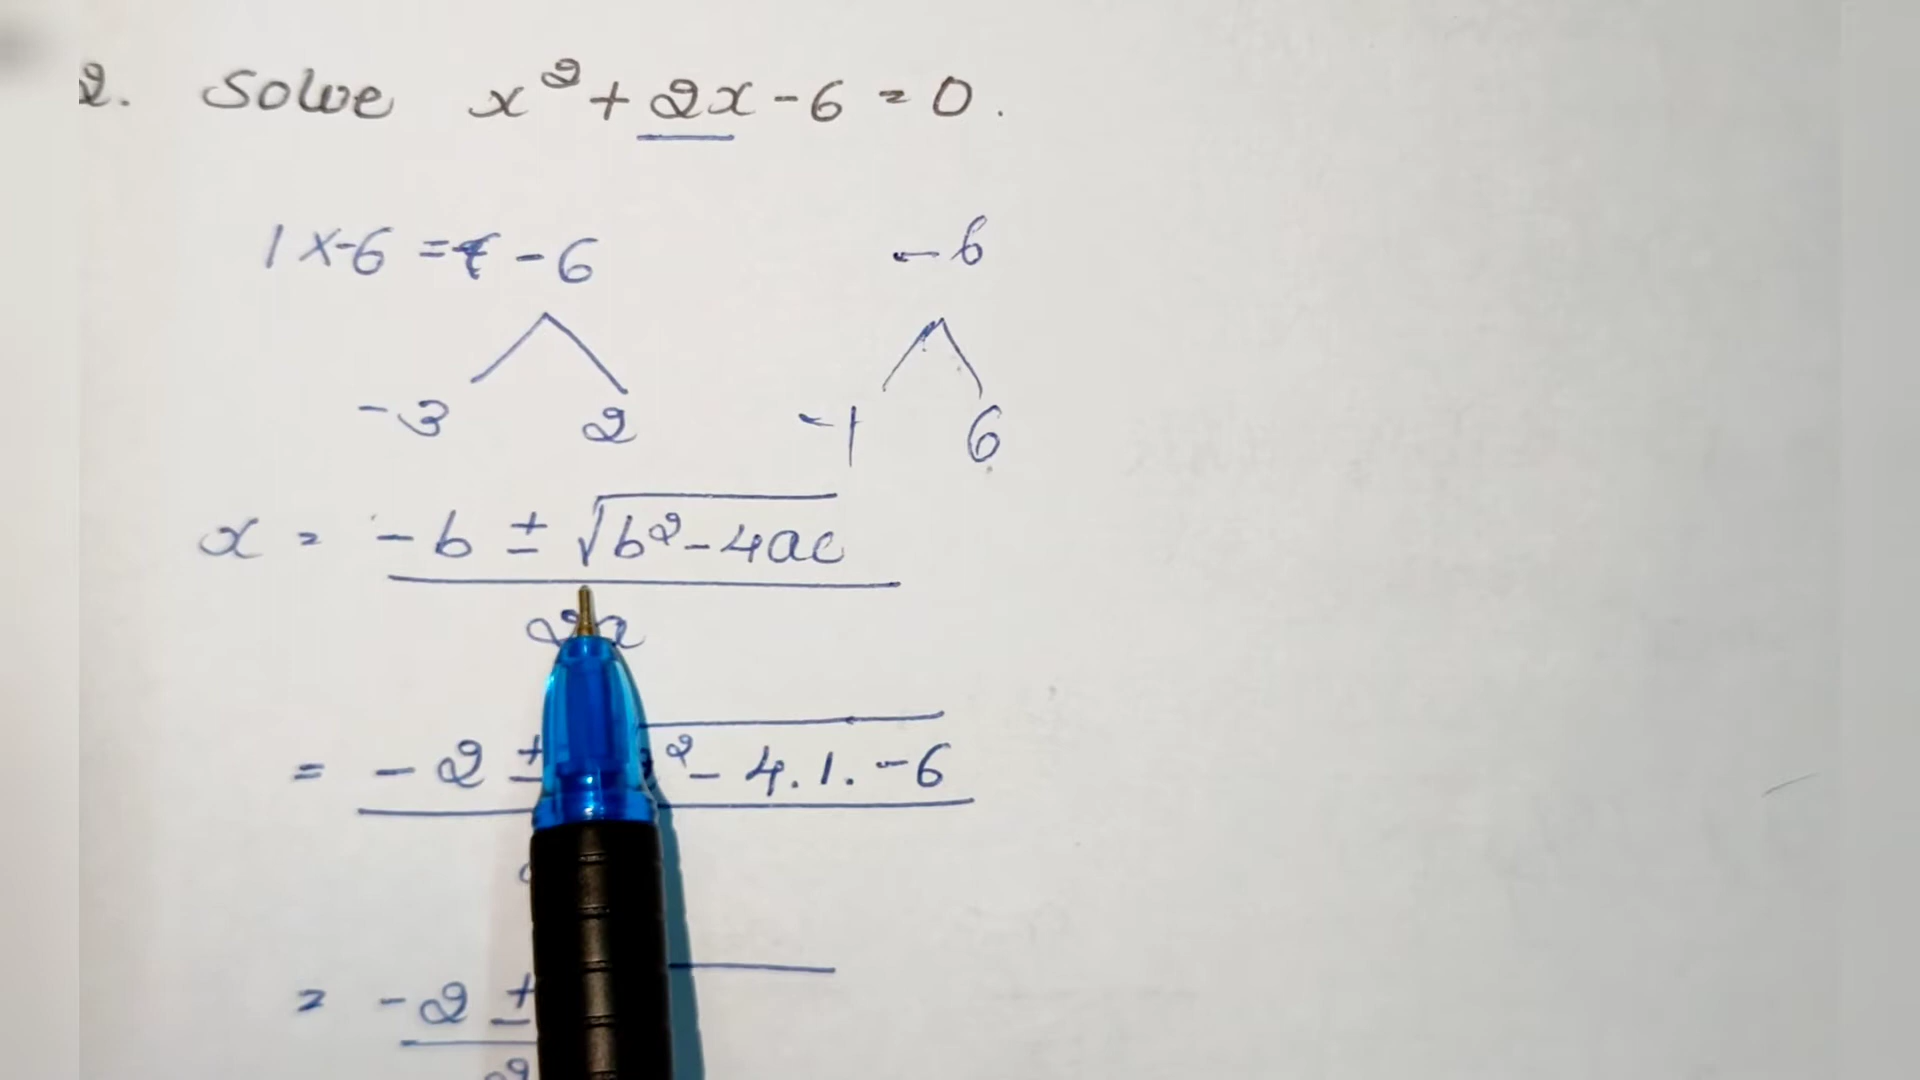 2. Solve x² + 2x - 6 = 0.
1 x -6 = - 6 - 6
-3 2 -1 6
x = -b ± √b² - 4ac
2a
= -2 ± ² - 4.1. -6
= -2 ±
2